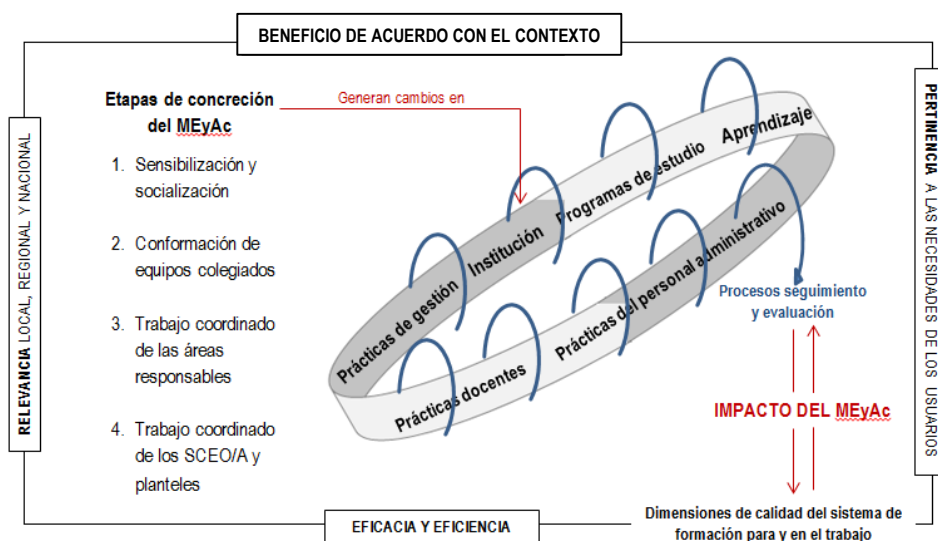 BENEFICIO DE ACUERDO CON EL CONTEXTO
RELEVANCIA LOCAL, REGIONAL Y NACIONAL
Etapas de concreción
del MEyAc
1. Sensibilización y
socialización
2. Conformación de
equipos colegiados
3. Trabajo coordinado
de las áreas
responsables
4. Trabajo coordinado
de los SCEO/A y
planteles
Generan cambios en
Prácticas de gestión
Institución
Programas de estudio
Aprendizaje
Prácticas docentes
Prácticas del personal administrativo
Procesos seguimiento
y evaluación
IMPACTO DEL MEyAc
Dimensiones de calidad del sistema de
formación para y en el trabajo
PERTINENCIA A LAS NECESIDADES DE LOS USUARIOS
EFICACIA Y EFICIENCIA